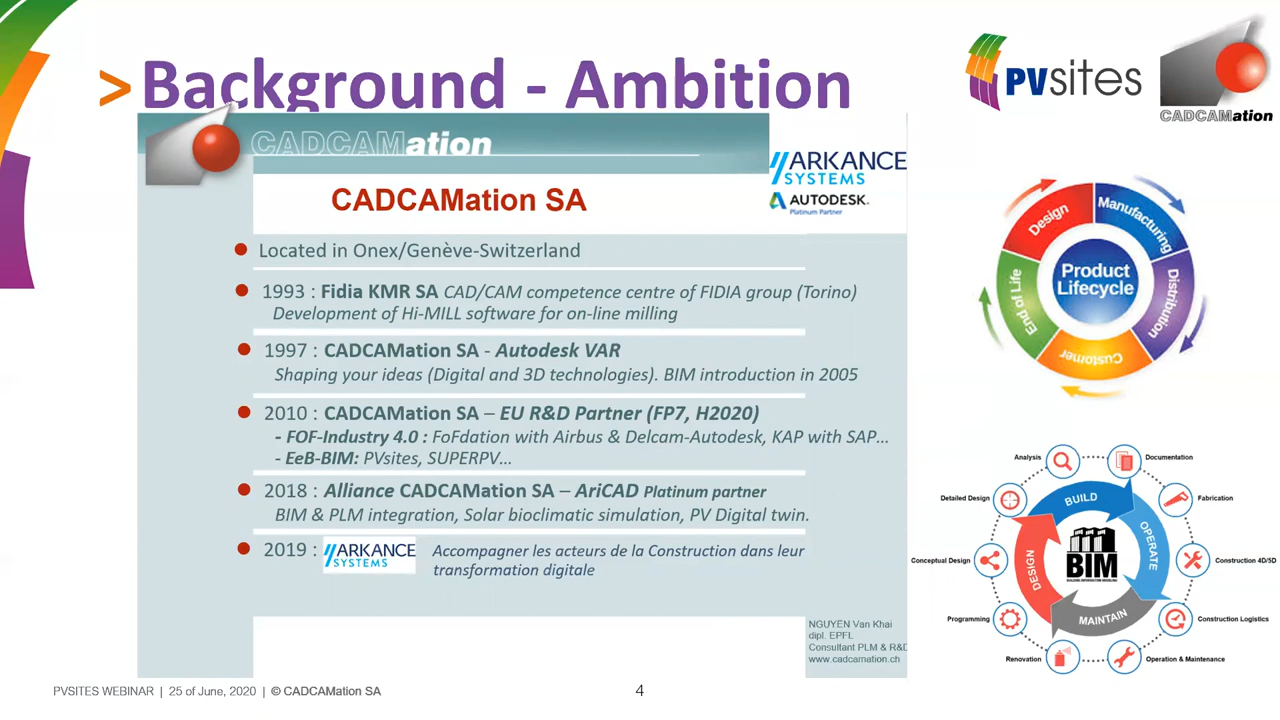 >Background - Ambition
PVsites
CADCAMation
CADCAMation
ARKANCE
SYSTEMS
AUTODESK.
Platinum Partner
CADCAMation SA
Located in Onex/Genève-Switzerland
1993 : Fidia KMR SA CAD/CAM competence centre of FIDIA group (Torino)
Development of Hi-MILL software for on-line milling
1997 : CADCAMation SA - Autodesk VAR
Shaping your ideas (Digital and 3D technologies). BIM introduction in 2005
2010 : CADCAMation SA – EU R&D Partner (FP7, H2020)
- FOF-Industry 4.0 : FoFdation with Airbus & Delcam-Autodesk, KAP with SAP…
- EeB-BIM: PVsites, SUPERPV…
2018 : Alliance CADCAMation SA – AriCAD Platinum partner
BIM & PLM integration, Solar bioclimatic simulation, PV Digital twin.
2019 : ARKANCE SYSTEMS Accompagner les acteurs de la Construction dans leur
transformation digitale
NGUYEN Van Khai
dipl. EPFL
Consultant PLM & R&D
www.cadcamation.ch
Design
Manufacturing
Distribution
Customer
End of Life
Product
Lifecycle
Analysis
Documentation
Detailed Design
Fabrication
Conceptual Design
Construction 4D/5D
Programming
Construction Logistics
Renovation
Operation & Maintenance
BUILD
OPERATE
MAINTAIN
DESIGN
BIM
BUILDING INFORMATION MODELING
PVSITES WEBINAR | 25 of June, 2020 | © CADCAMation SA
4